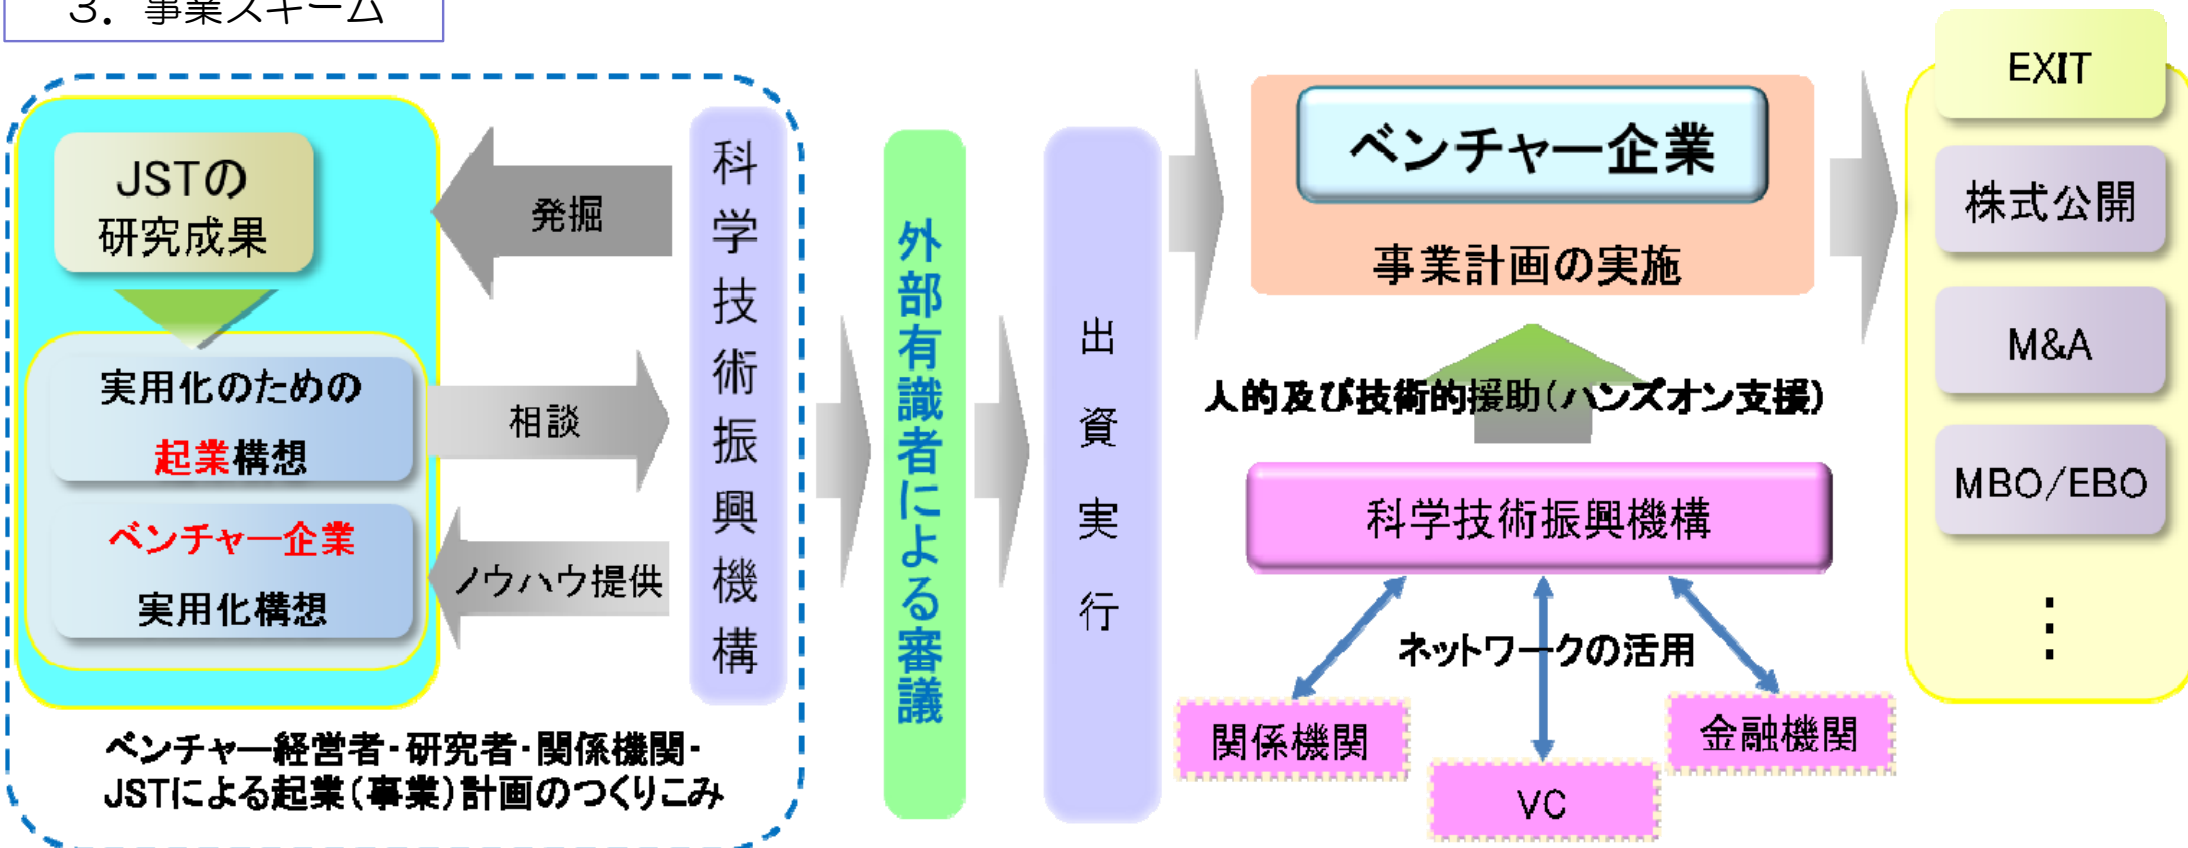 3．事業スキーム
JSTの
研究成果
実用化のための
起業構想
ベンチャー企業
実用化構想
発掘
相談
ノウハウ提供
科学技術振興機構
ベンチャー経営者・研究者・関係機関・
JSTによる起業（事業）計画のつくりこみ
外部有識者による審議
出資実行
ベンチャー企業
事業計画の実施
人的及び技術的援助（ハンズオン支援）
科学技術振興機構
ネットワークの活用
関係機関
VC
金融機関
EXIT
株式公開
M&A
MBO/EBO
⋮